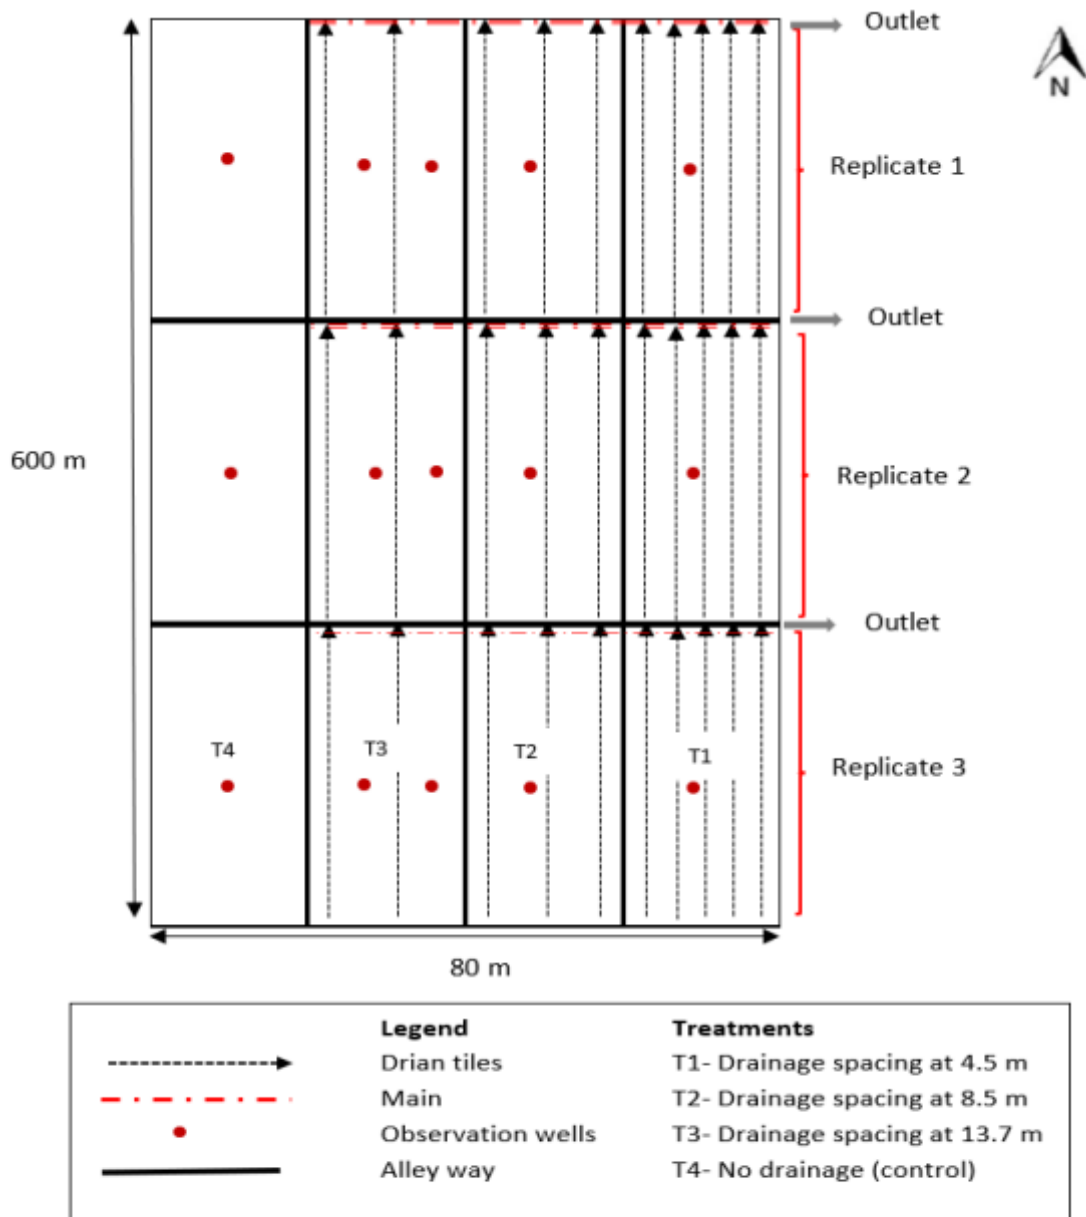 Outlet
N
Replicate 1
Outlet
600 m
Replicate 2
Outlet
T4
T3
T2
T1
Replicate 3
80 m
Legend
Treatments
Drian tiles
T1- Drainage spacing at 4.5 m
Main
T2- Drainage spacing at 8.5 m
Observation wells
T3- Drainage spacing at 13.7 m
Alley way
T4- No drainage (control)